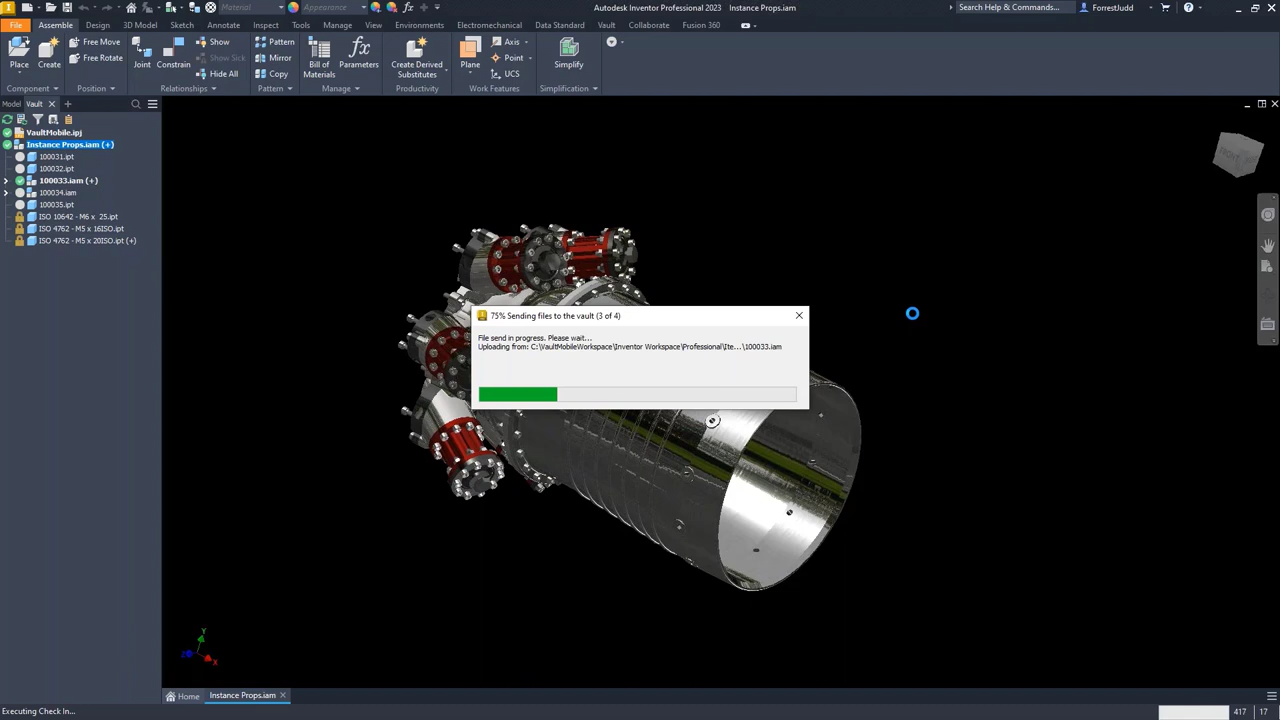 Material
Appearance
Autodesk Inventor Professional 2023 Instance Props.iam
Search Help & Commands...
ForrestJudd
File Assemble Design 3D Model Sketch Annotate Inspect Tools Manage View Environments Electromechanical Data Standard Vault Collaborate Fusion 360
Place
Create
Component
Free Move
Free Rotate
Position
Joint
Constrain
Show
Show Sick
Hide All
Relationships
Pattern
Mirror
Copy
Pattern
Bill of
Materials
fx
Parameters
Manage
Create Derived
Substitutes
Productivity
Plane
Axis
Point
UCS
Work Features
Simplify
Simplification
Model Vault
VaultMobile.ipj
Instance Props.iam (+)
100031.ipt
100032.ipt
100033.iam (+)
100034.iam
100035.ipt
ISO 10642 - M6 x 25.ipt
ISO 4762 - M5 x 16ISO.ipt
ISO 4762 - M5 x 20ISO.ipt (+)
FRONT
75% Sending files to the vault (3 of 4)
File send in progress. Please wait...
Uploading from: C:\VaultMobileWorkspace\Inventor Workspace\Professional\Ite...\100033.iam
Y
Z
X
Home
Instance Props.iam
Executing Check In...
417 17